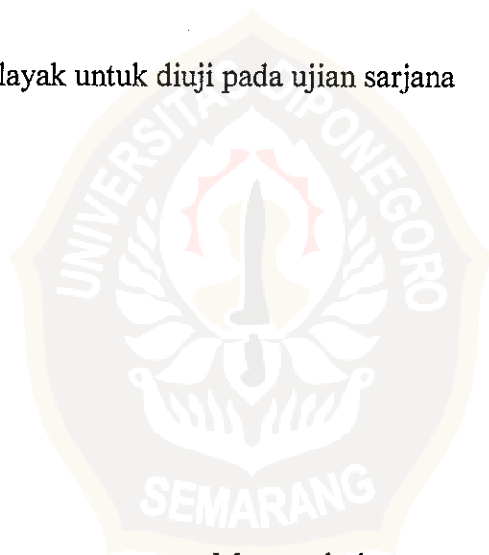 layak untuk diuji pada ujian sarjana
UNIVERSITAS DIPONEGORO
SEMARANG